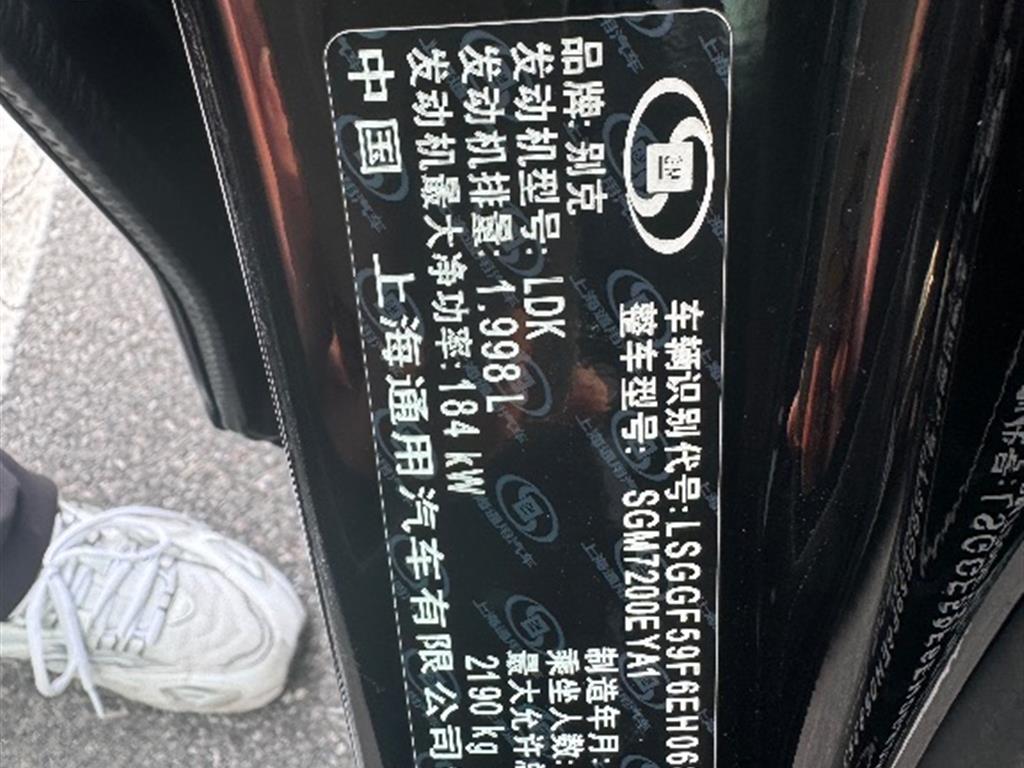 车辆识别代号:LSGGF59F6EH06
整车型号: SGM7200EYA1
品牌: 别克
发动机型号: LDK
制造年月:
发动机排量: 1.998L
乘坐人数:
发动机最大净功率: 184 kW
最大允许
2190kg
中国 上海通用汽车有限公司